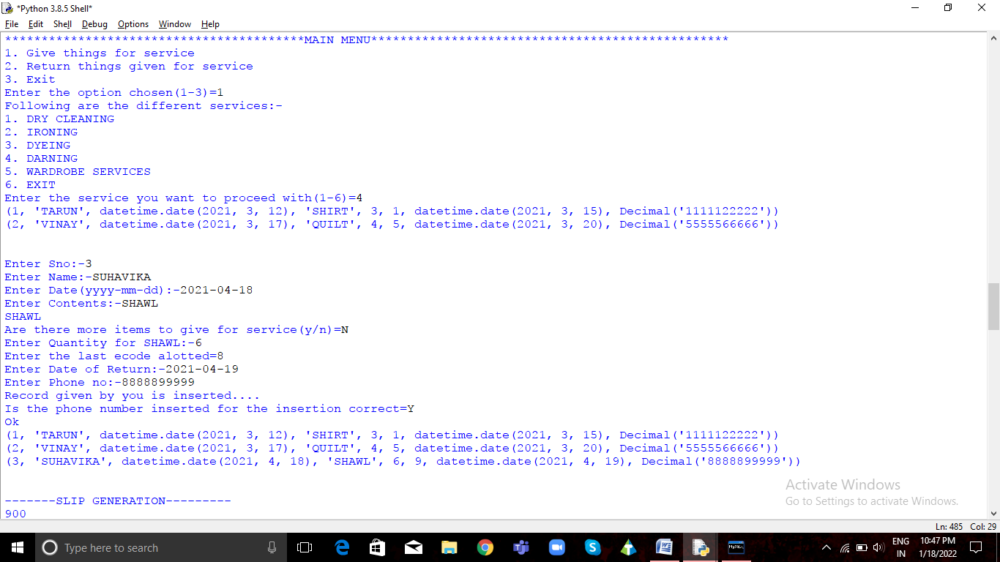 *Python 3.8.5 Shell*
File Edit Shell Debug Options Window Help
*****************************************MAIN MENU*************************************************
1. Give things for service
2. Return things given for service
3. Exit
Enter the option chosen(1-3)=1
Following are the different services:-
1. DRY CLEANING
2. IRONING
3. DYEING
4. DARNING
5. WARDROBE SERVICES
6. EXIT
Enter the service you want to proceed with(1-6)=4
(1, 'TARUN', datetime.date(2021, 3, 12), 'SHIRT', 3, 1, datetime.date(2021, 3, 15), Decimal('1111122222'))
(2, 'VINAY', datetime.date(2021, 3, 17), 'QUILT', 4, 5, datetime.date(2021, 3, 20), Decimal('5555566666'))
Enter Sno:-3
Enter Name:-SUHAVIKA
Enter Date(yyyy-mm-dd):-2021-04-18
Enter Contents:-SHAWL
SHAWL
Are there more items to give for service(y/n)=N
Enter Quantity for SHAWL:-6
Enter the last ecode alotted=8
Enter Date of Return:-2021-04-19
Enter Phone no:-8888899999
Record given by you is inserted....
Is the phone number inserted for the insertion correct=Y
Ok
(1, 'TARUN', datetime.date(2021, 3, 12), 'SHIRT', 3, 1, datetime.date(2021, 3, 15), Decimal('1111122222'))
(2, 'VINAY', datetime.date(2021, 3, 17), 'QUILT', 4, 5, datetime.date(2021, 3, 20), Decimal('5555566666'))
(3, 'SUHAVIKA', datetime.date(2021, 4, 18), 'SHAWL', 6, 9, datetime.date(2021, 4, 19), Decimal('8888899999'))
Activate Windows
Go to Settings to activate Windows.
-------SLIP GENERATION---------
900
Ln: 485 Col: 29
Type here to search
ENG
IN
10:47 PM
1/18/2022